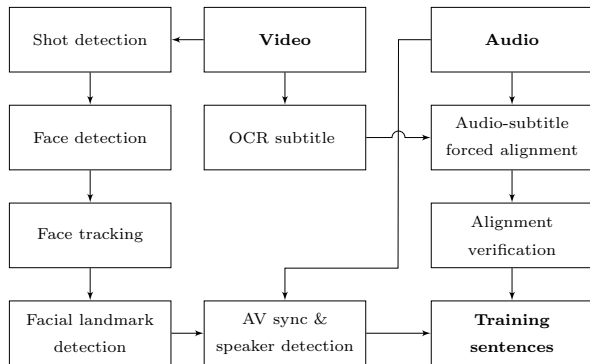 Shot detection
Video
Audio
Face detection
OCR subtitle
Audio-subtitle
forced alignment
Face tracking
Alignment
verification
Facial landmark
detection
AV sync &
speaker detection
Training
sentences